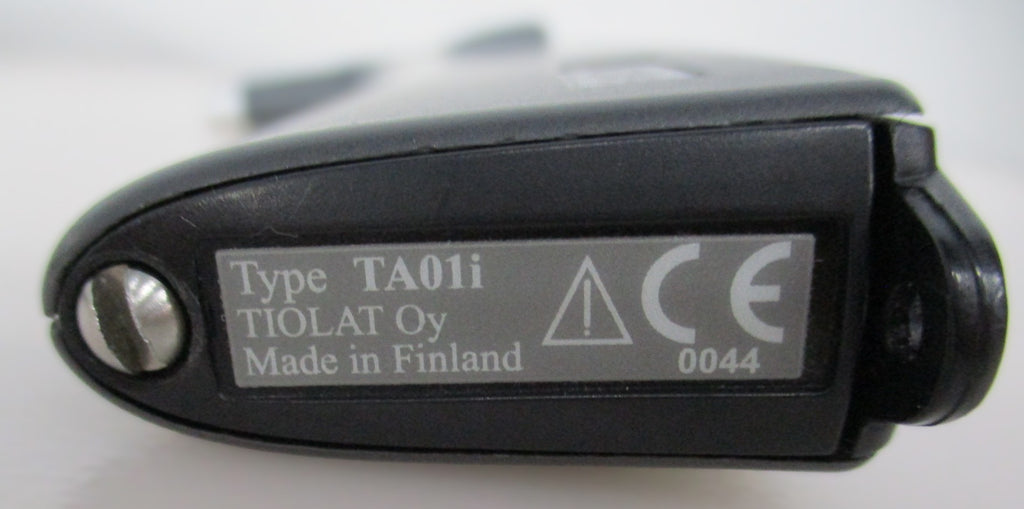 Type TA01i
TIOLAT Oy
Made in Finland
! CE
0044